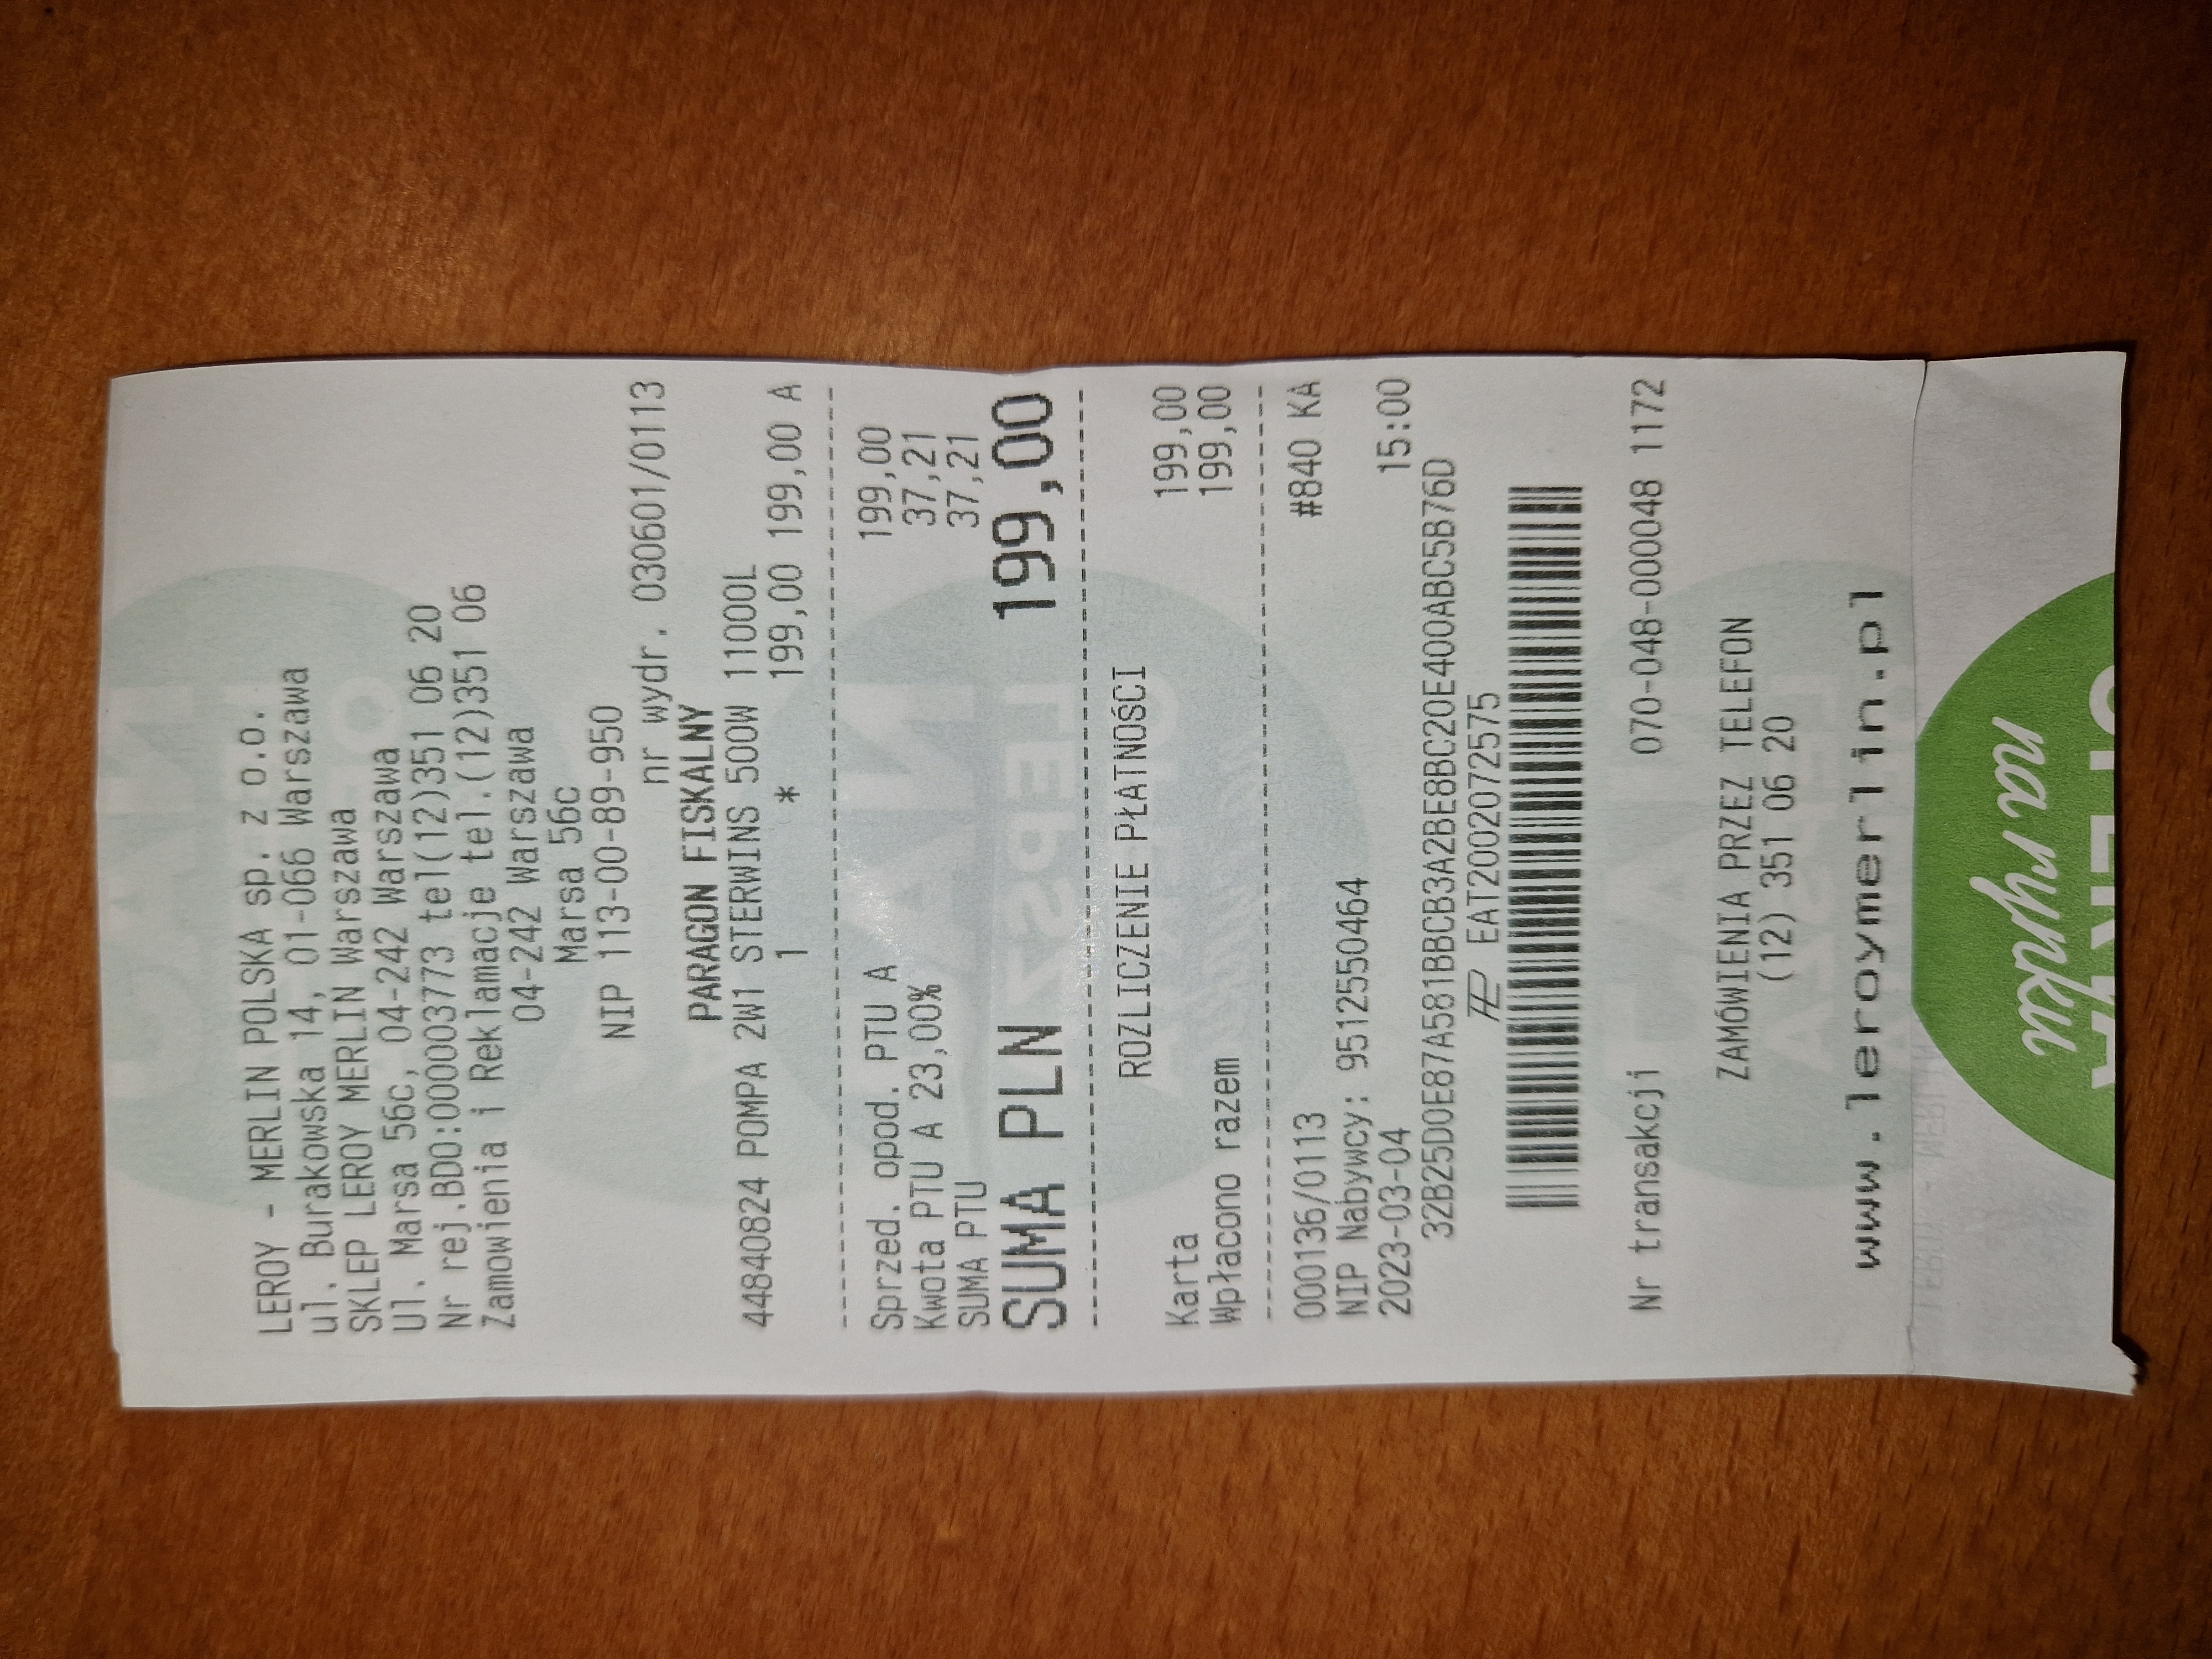 LEROY - MERLIN POLSKA sp. z o.o.
ul. Burakowska 14, 01-066 Warszawa
SKLEP LEROY MERLIN Warszawa
Ul. Marsa 56c, 04-242 Warszawa
Nr rej.BDO:000003773 tel(12)351 06 20
Zamowienia i Reklamacje tel.(12)351 06
04-242 Warszawa
Marsa 56c
NIP 113-00-89-950
nr wydr. 030601/0113
PARAGON FISKALNY
44840824 POMPA 2W1 STERWINS 500W 11000L
1 * 199,00 199,00 A
Sprzed. opod. PTU A 199,00
Kwota PTU A 23,00% 37,21
SUMA PTU 37,21
SUMA PLN 199,00
ROZLICZENIE PŁATNOŚCI
Karta 199,00
Wpłacono razem 199,00
000136/0113 #840 KA
NIP Nabywcy: 9512550464
2023-03-04 15:00
32B25D0E87A581BBCB3A2BE8BC20E400ABC5B76D
EAT2002072575
Nr transakcji 070-048-000048 1172
ZAMÓWIENIA PRZEZ TELEFON
(12) 351 06 20
www.leroymerlin.pl
na rynku
OFERTA